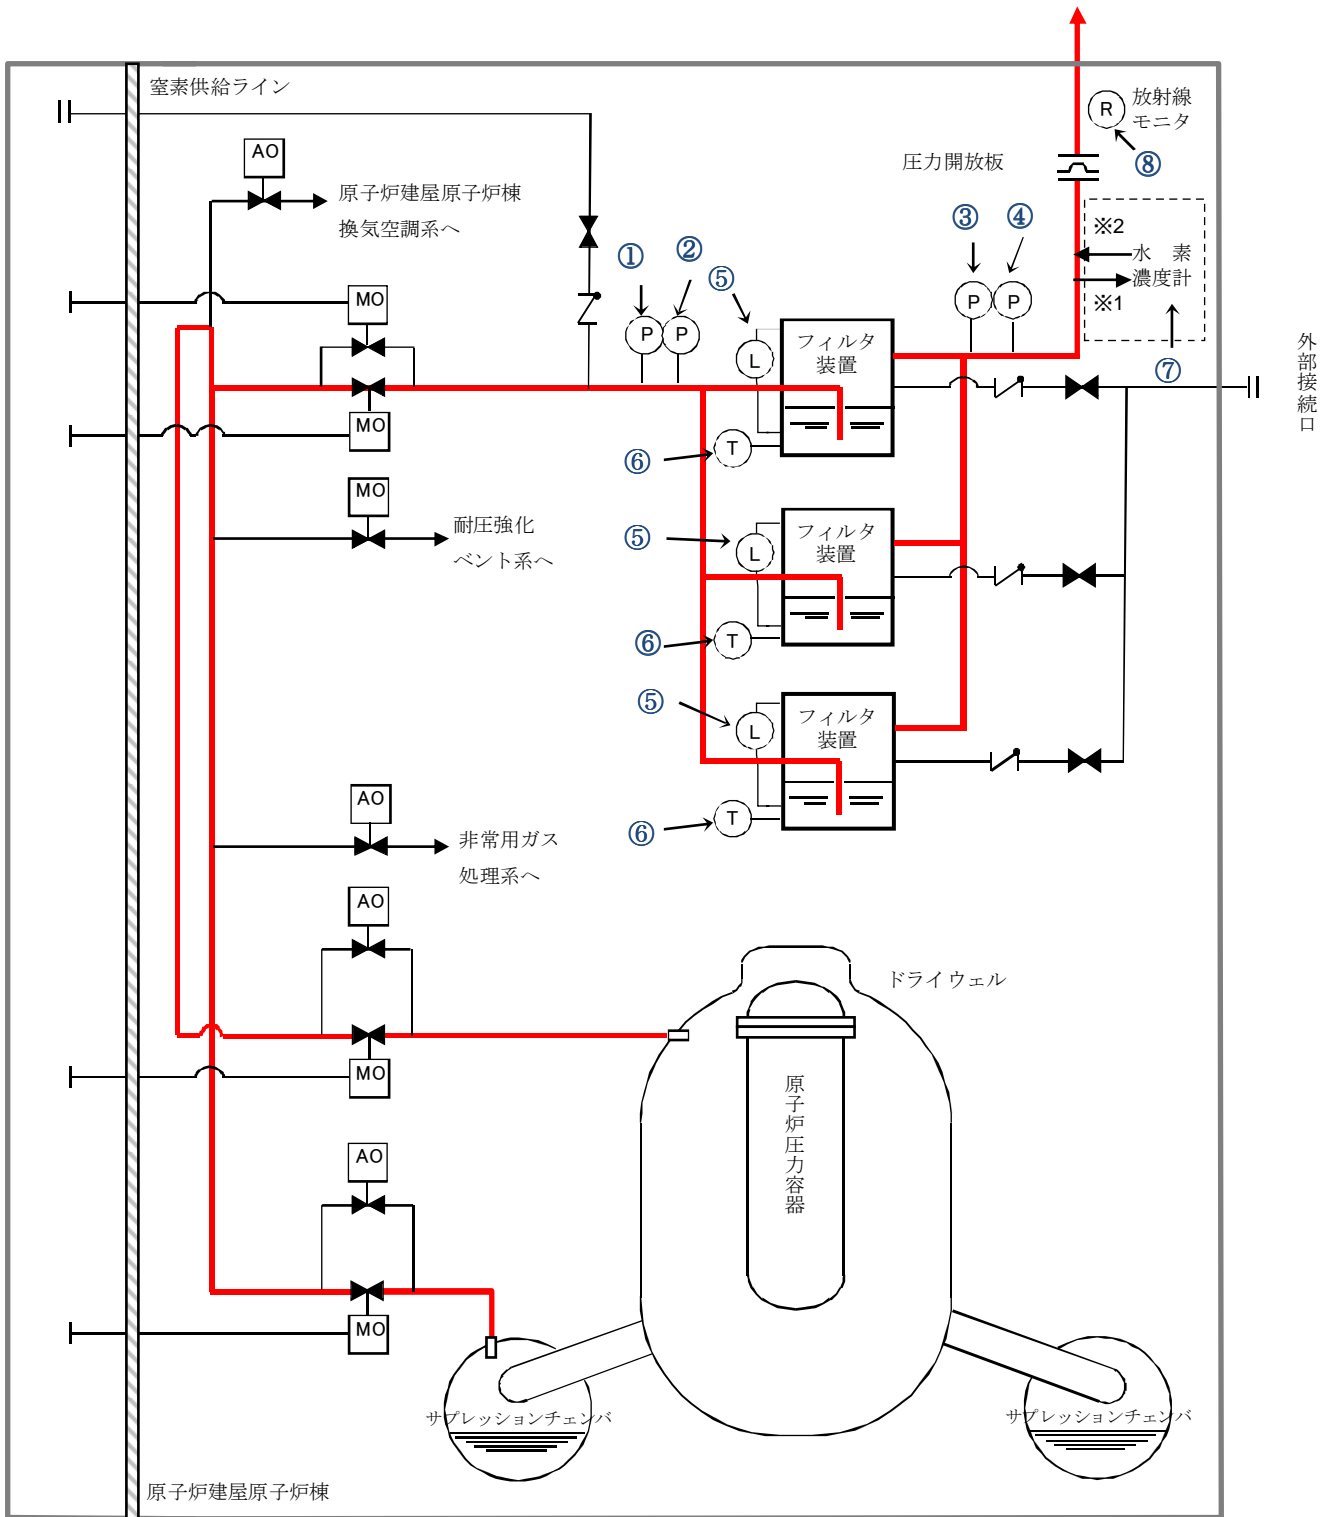 窒素供給ライン
R
放射線
モニタ
⑧
AO
圧力開放板
原子炉建屋原子炉棟
換気空調系へ
③
④
※2
水 素
濃度計
※1
①
②
⑤
MO
P
P
P
P
フィルタ
装置
L
⑦
外部接続口
MO
⑥
T
MO
耐圧強化
ベント系へ
⑤
L
フィルタ
装置
⑥
T
⑤
L
フィルタ
装置
AO
⑥
T
非常用ガス
処理系へ
AO
ドライウェル
MO
原子炉圧力容器
AO
MO
サプレッションチェンバ
サプレッションチェンバ
原子炉建屋原子炉棟